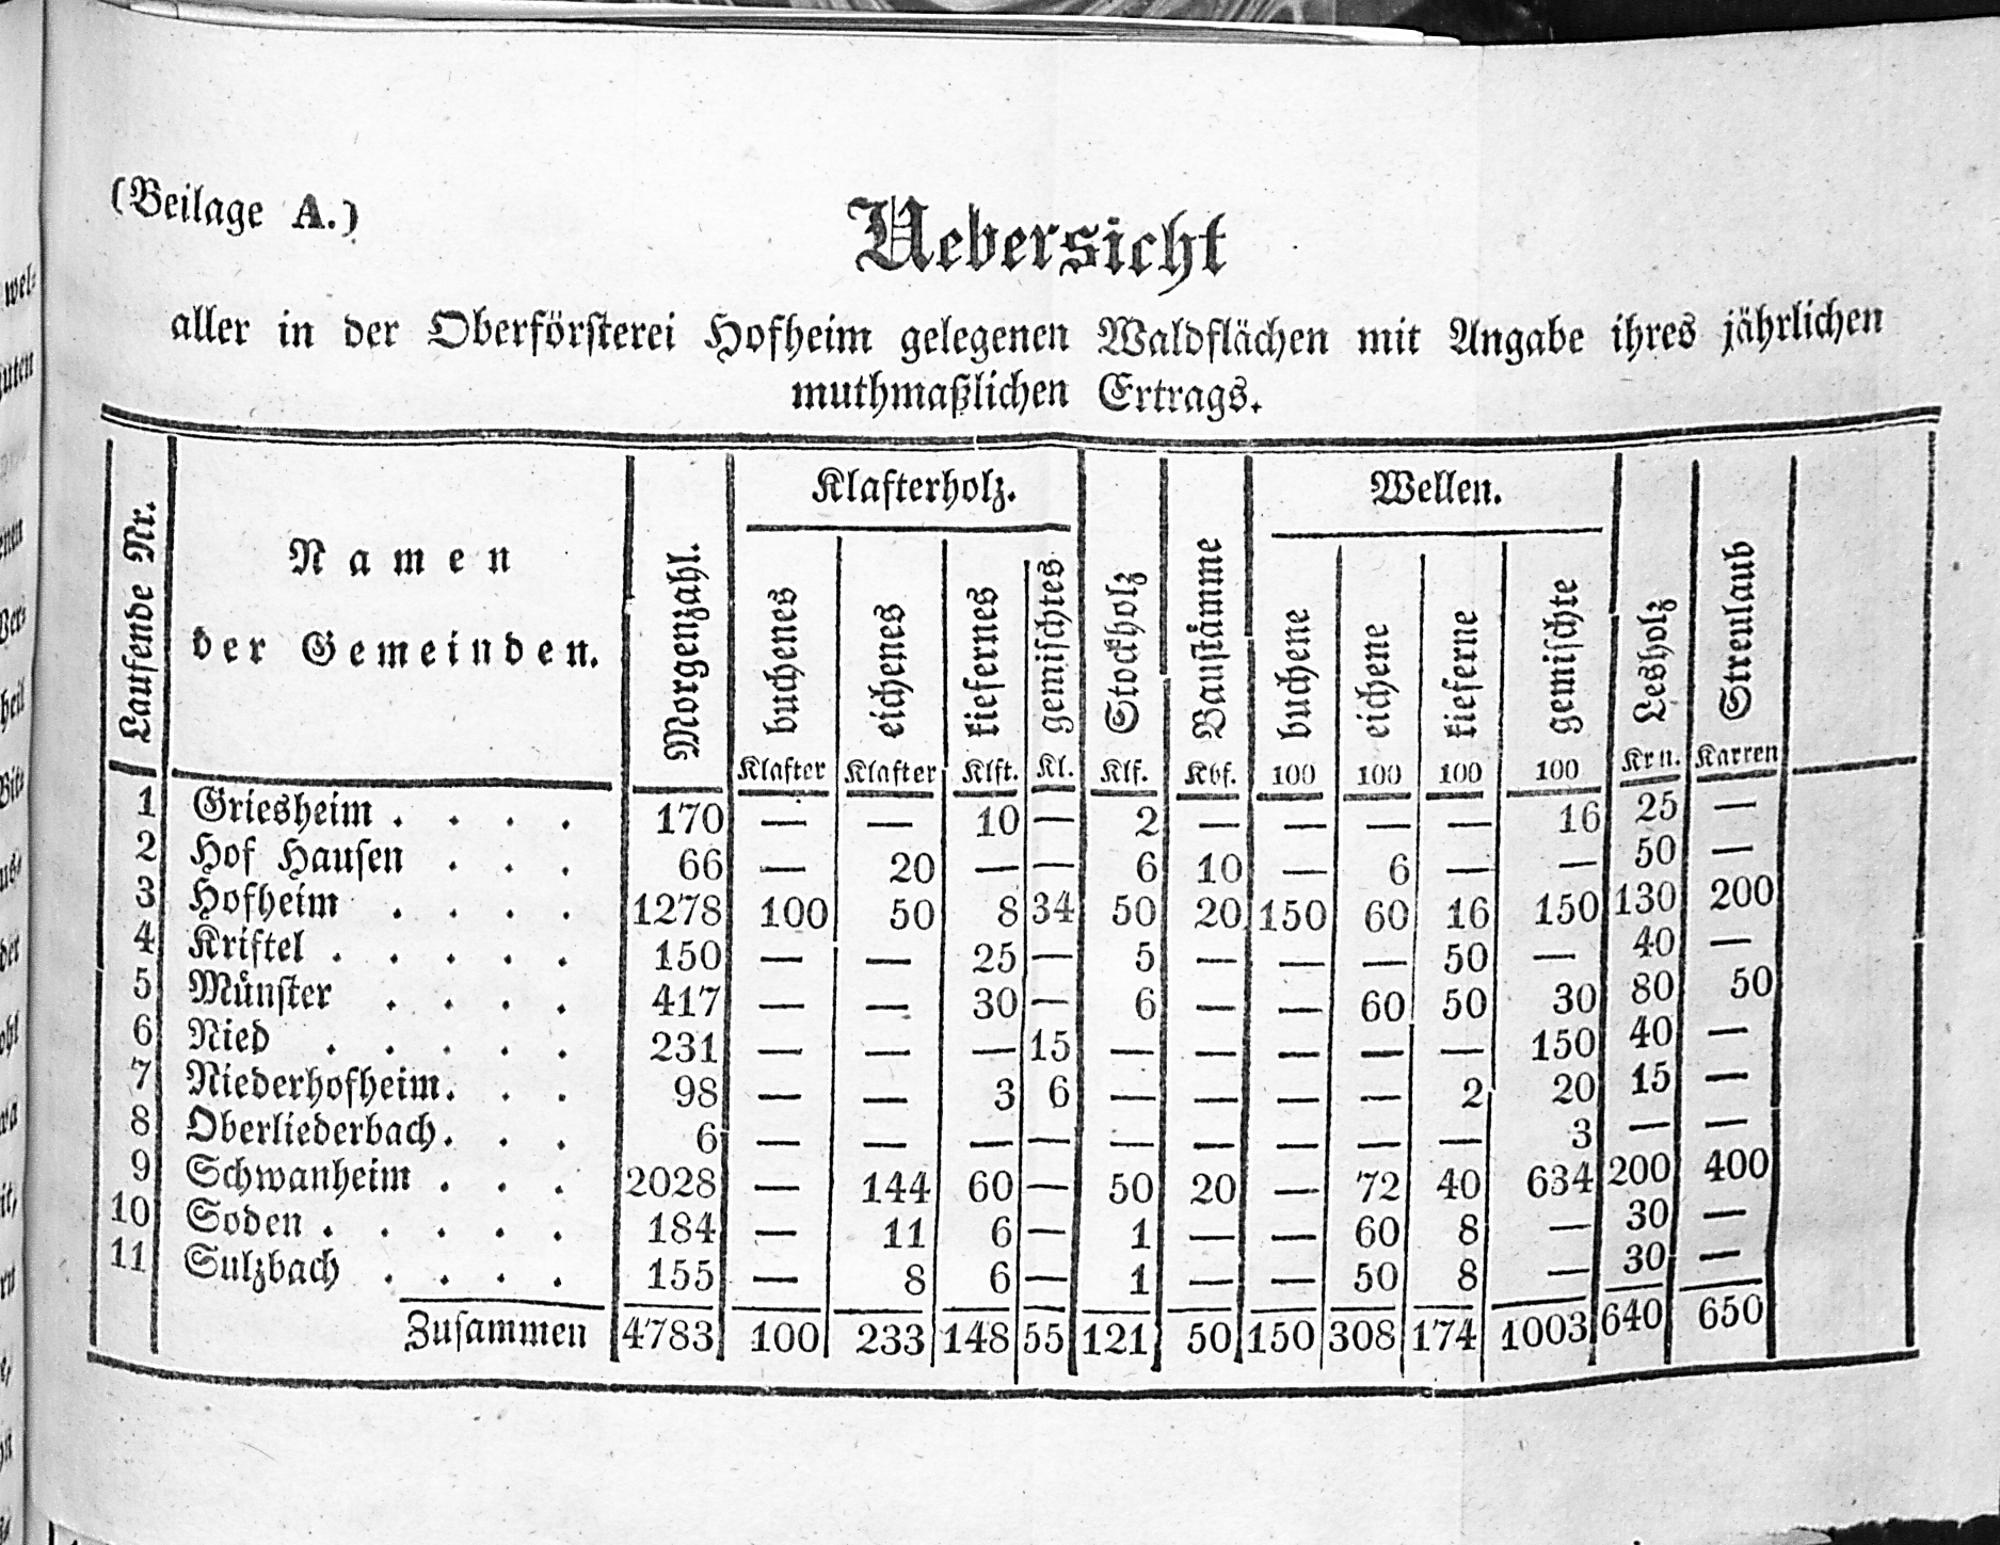 (Beilage A.)
Uebersicht
aller in der Oberförsterei Hofheim gelegenen Waldflächen mit Angabe ihres jährlichen
muthmaßlichen Ertrags.
Laufende Nr. Namen der Gemeinden. Morgenzahl. Klafterholz. Stockholz Baustämme Wellen. Lesholz Streulaub
buchenes eichenes kiefernes gemischtes buchene eichene kieferne gemischte
Klafter Klafter Klft. Kl. Klf. Kbf. 100 100 100 100 Krn. Karren
1 Griesheim . . . . 170 — — 10 — 2 — — — — 16 25 —
2 Hof Hausen . . . 66 — 20 — — 6 10 — 6 — — 50 —
3 Hofheim . . . . 1278 100 50 8 34 50 20 150 60 16 150 130 200
4 Kriftel . . . . . 150 — — 25 — 5 — — — 50 — 40 —
5 Münster . . . . 417 — — 30 — 6 — — 60 50 30 80 50
6 Nied . . . . . 231 — — — 15 — — — — — 150 40 —
7 Niederhofheim. . . 98 — — 3 6 — — — — 2 20 15 —
8 Oberliederbach. . . 6 — — — — — — — — — 3 — —
9 Schwanheim . . . 2028 — 144 60 — 50 20 — 72 40 634 200 400
10 Soden . . . . . 184 — 11 6 — 1 — — 60 8 — 30 —
11 Sulzbach . . . . 155 — 8 6 — 1 — — 50 8 — 30 —
Zusammen 4783 100 233 148 55 121 50 150 308 174 1003 640 650